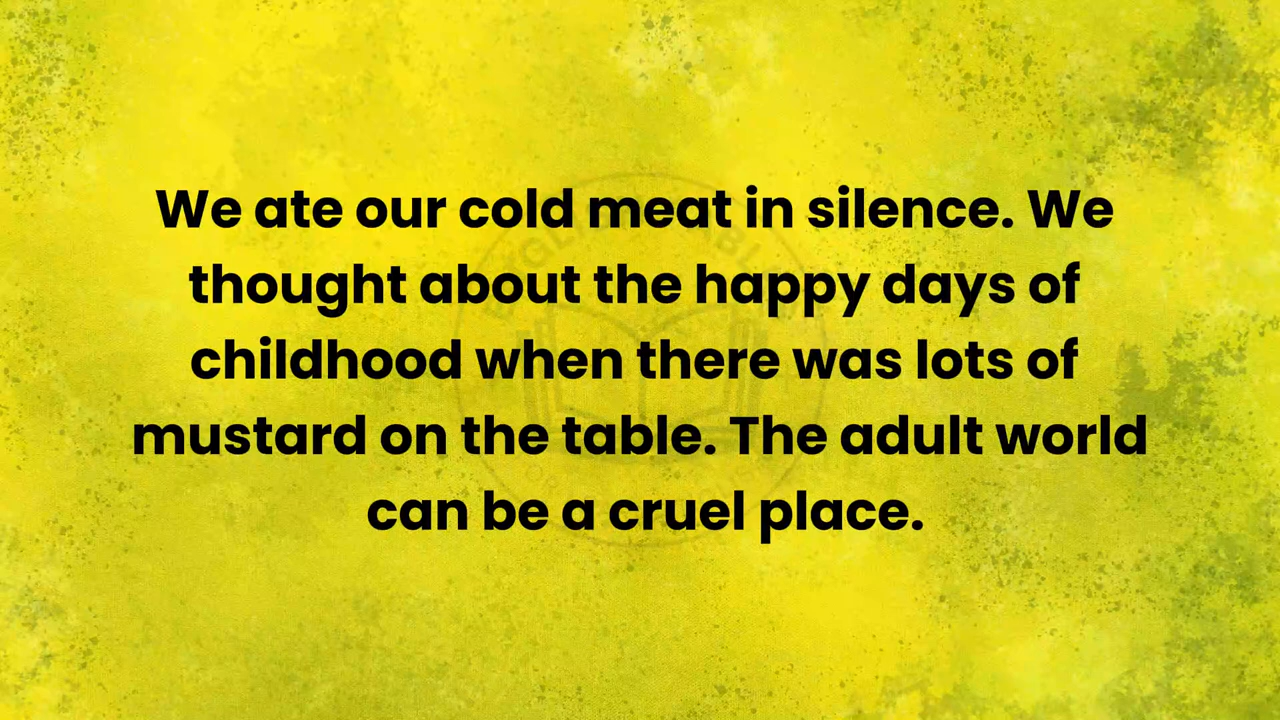 We ate our cold meat in silence. We
thought about the happy days of
childhood when there was lots of
mustard on the table. The adult world
can be a cruel place.